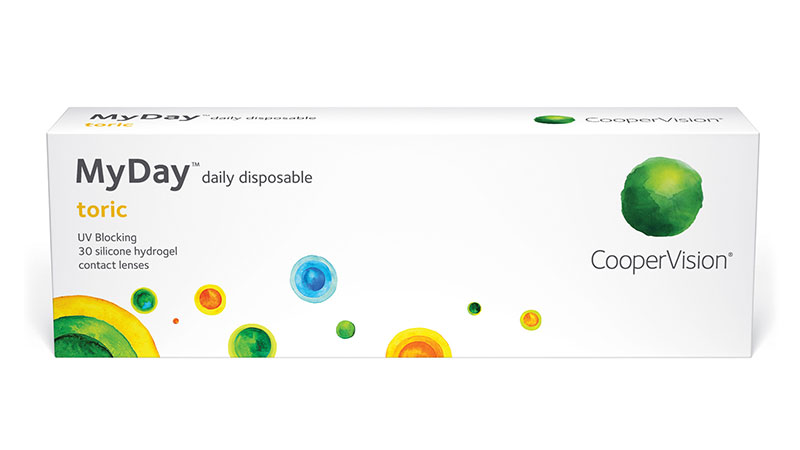 MyDay™ daily disposable
toric
CooperVision®
MyDay™ daily disposable
toric
UV Blocking
30 silicone hydrogel
contact lenses
CooperVision®